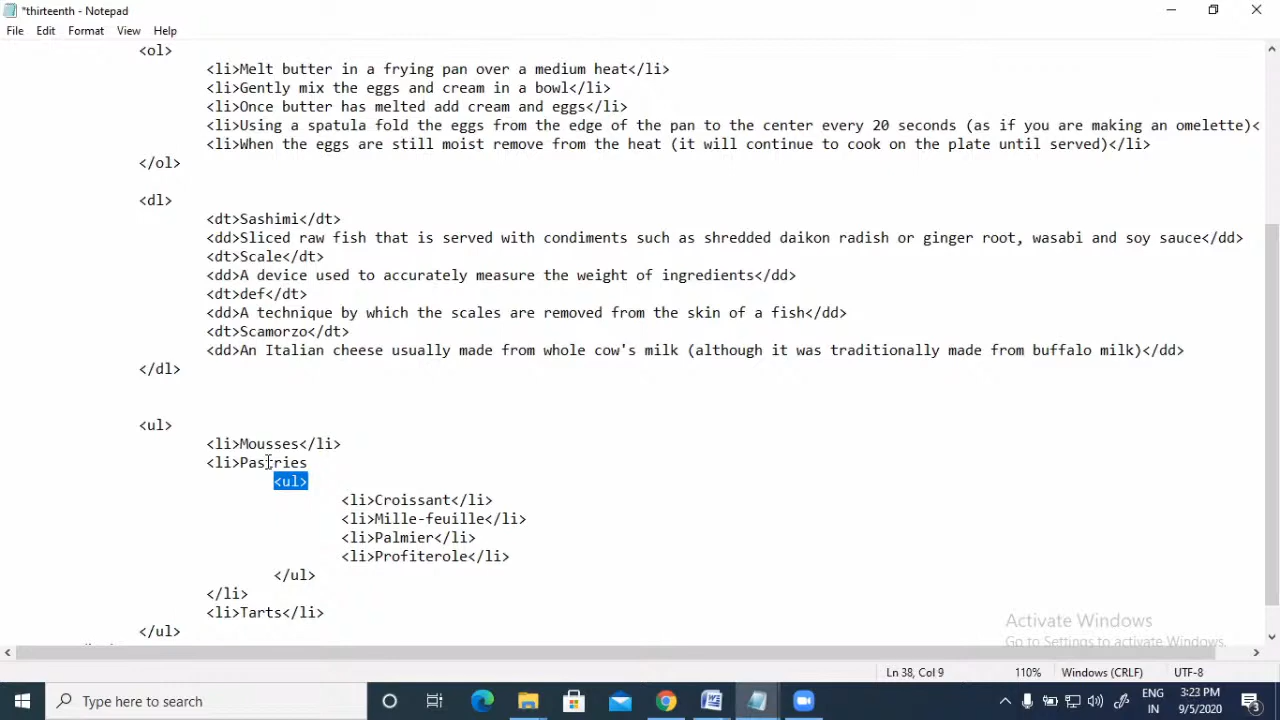 *thirteenth - Notepad
File Edit Format View Help
<ol>
<li>Melt butter in a frying pan over a medium heat</li>
<li>Gently mix the eggs and cream in a bowl</li>
<li>Once butter has melted add cream and eggs</li>
<li>Using a spatula fold the eggs from the edge of the pan to the center every 20 seconds (as if you are making an omelette)<
<li>When the eggs are still moist remove from the heat (it will continue to cook on the plate until served)</li>
</ol>
<dl>
<dt>Sashimi</dt>
<dd>Sliced raw fish that is served with condiments such as shredded daikon radish or ginger root, wasabi and soy sauce</dd>
<dt>Scale</dt>
<dd>A device used to accurately measure the weight of ingredients</dd>
<dt>def</dt>
<dd>A technique by which the scales are removed from the skin of a fish</dd>
<dt>Scamorzo</dt>
<dd>An Italian cheese usually made from whole cow's milk (although it was traditionally made from buffalo milk)</dd>
</dl>
<ul>
<li>Mousses</li>
<li>Pastries
<ul>
<li>Croissant</li>
<li>Mille-feuille</li>
<li>Palmier</li>
<li>Profiterole</li>
</ul>
</li>
<li>Tarts</li>
</ul>
Activate Windows
Go to Settings to activate Windows.
Ln 38, Col 9 110% Windows (CRLF) UTF-8
Type here to search
ENG
IN
3:23 PM
9/5/2020
3